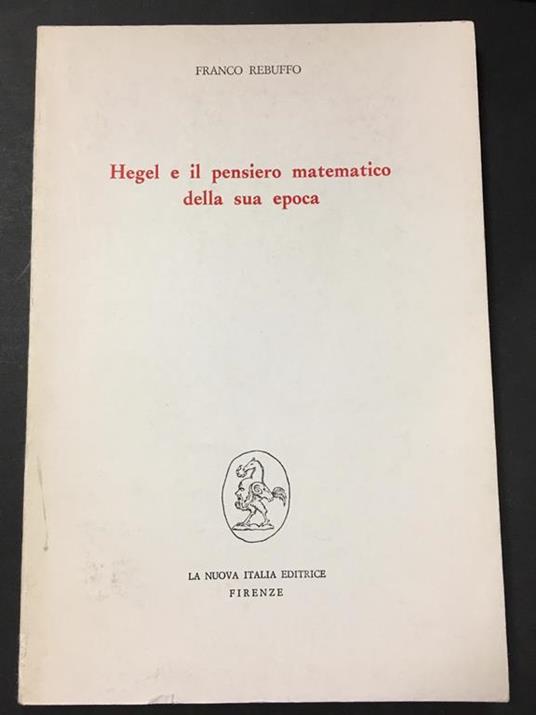 FRANCO REBUFFO
Hegel e il pensiero matematico
della sua epoca
LA NUOVA ITALIA EDITRICE
FIRENZE